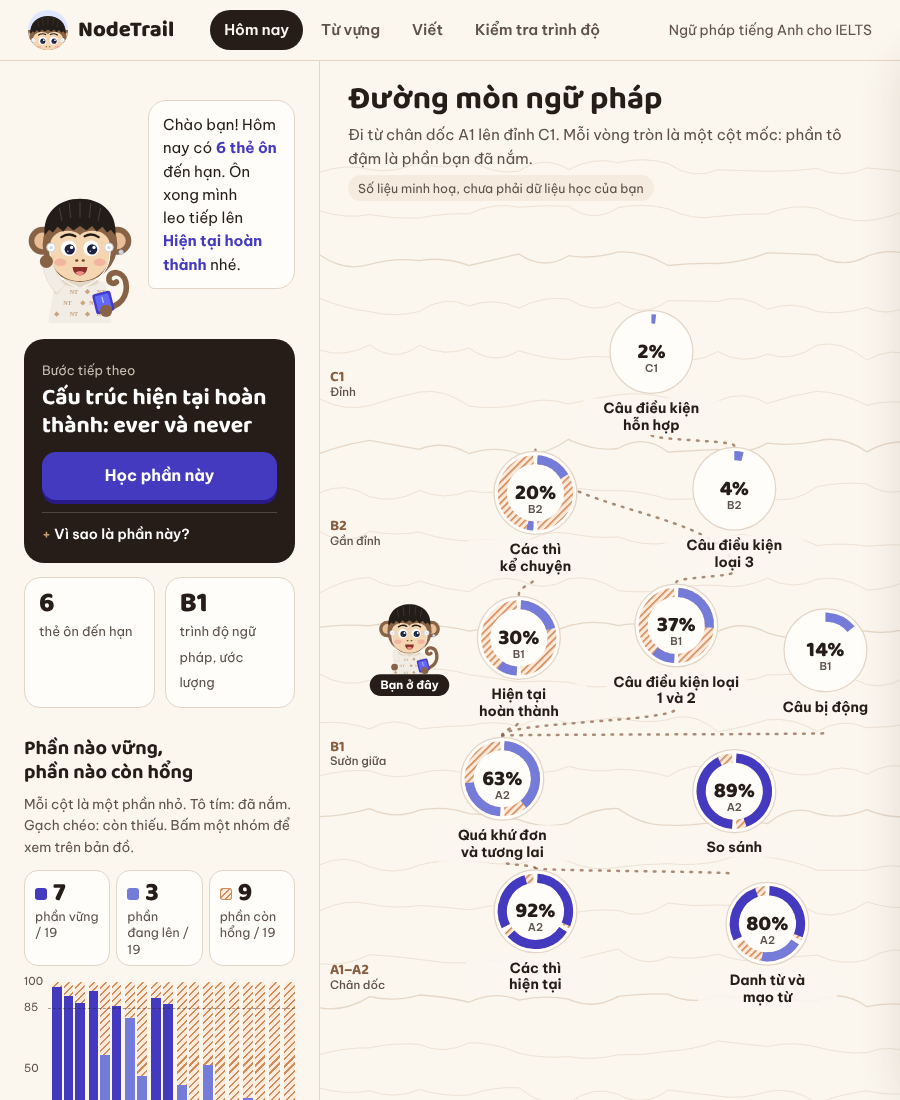 NodeTrail
Hôm nay
Từ vựng
Viết
Kiểm tra trình độ
Ngữ pháp tiếng Anh cho IELTS
Chào bạn! Hôm
nay có 6 thẻ ôn
đến hạn. Ôn
xong mình
leo tiếp lên
Hiện tại hoàn
thành nhé.
Bước tiếp theo
Cấu trúc hiện tại hoàn
thành: ever và never
Học phần này
+ Vì sao là phần này?
6
thẻ ôn đến hạn
B1
trình độ ngữ
pháp, ước
lượng
Phần nào vững,
phần nào còn hổng
Mỗi cột là một phần nhỏ. Tô tím: đã nắm.
Gạch chéo: còn thiếu. Bấm một nhóm để
xem trên bản đồ.
7
phần vững
/ 19
3
phần
đang lên /
19
9
phần còn
hổng / 19
100
85
50
Đường mòn ngữ pháp
Đi từ chân dốc A1 lên đỉnh C1. Mỗi vòng tròn là một cột mốc: phần tô
đậm là phần bạn đã nắm.
Số liệu minh hoạ, chưa phải dữ liệu học của bạn
C1
Đỉnh
2%
C1
Câu điều kiện
hỗn hợp
B2
Gần đỉnh
20%
B2
Các thì
kể chuyện
4%
B2
Câu điều kiện
loại 3
NT
NT
Bạn ở đây
30%
B1
Hiện tại
hoàn thành
37%
B1
Câu điều kiện loại
1 và 2
14%
B1
Câu bị động
B1
Sườn giữa
63%
A2
Quá khứ đơn
và tương lai
89%
A2
So sánh
92%
A2
Các thì
hiện tại
80%
A2
Danh từ và
mạo từ
A1–A2
Chân dốc